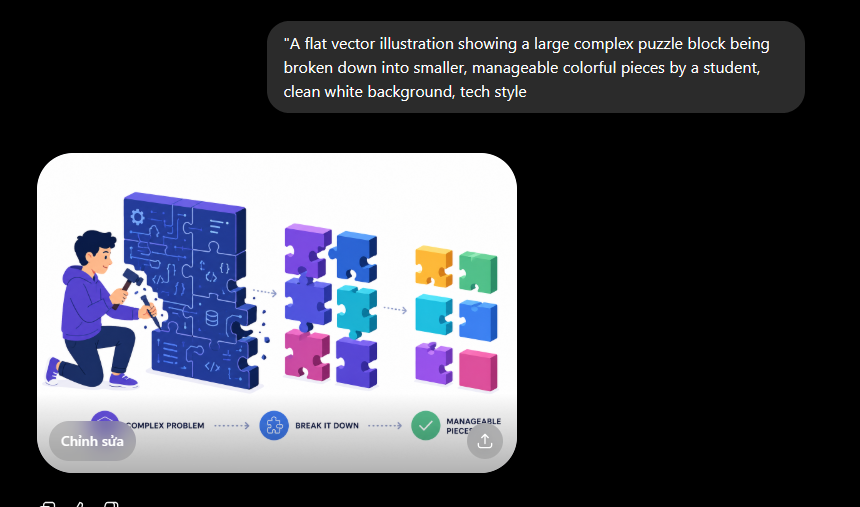 "A flat vector illustration showing a large complex puzzle block being
broken down into smaller, manageable colorful pieces by a student,
clean white background, tech style
COMPLEX PROBLEM
BREAK IT DOWN
MANAGEABLE
PIECES
Chỉnh sửa